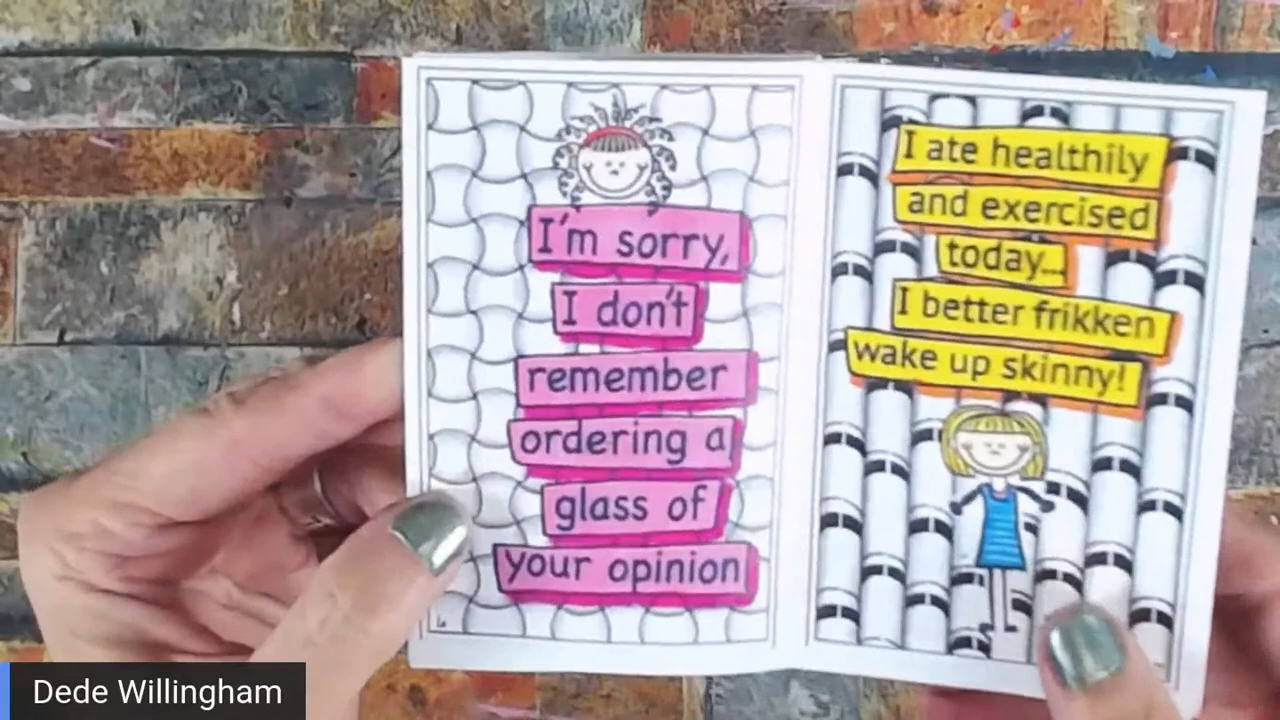 I'm sorry,
I don't
remember
ordering a
glass of
your opinion
I ate healthily
and exercised
today...
I better frikken
wake up skinny!
Dede Willingham